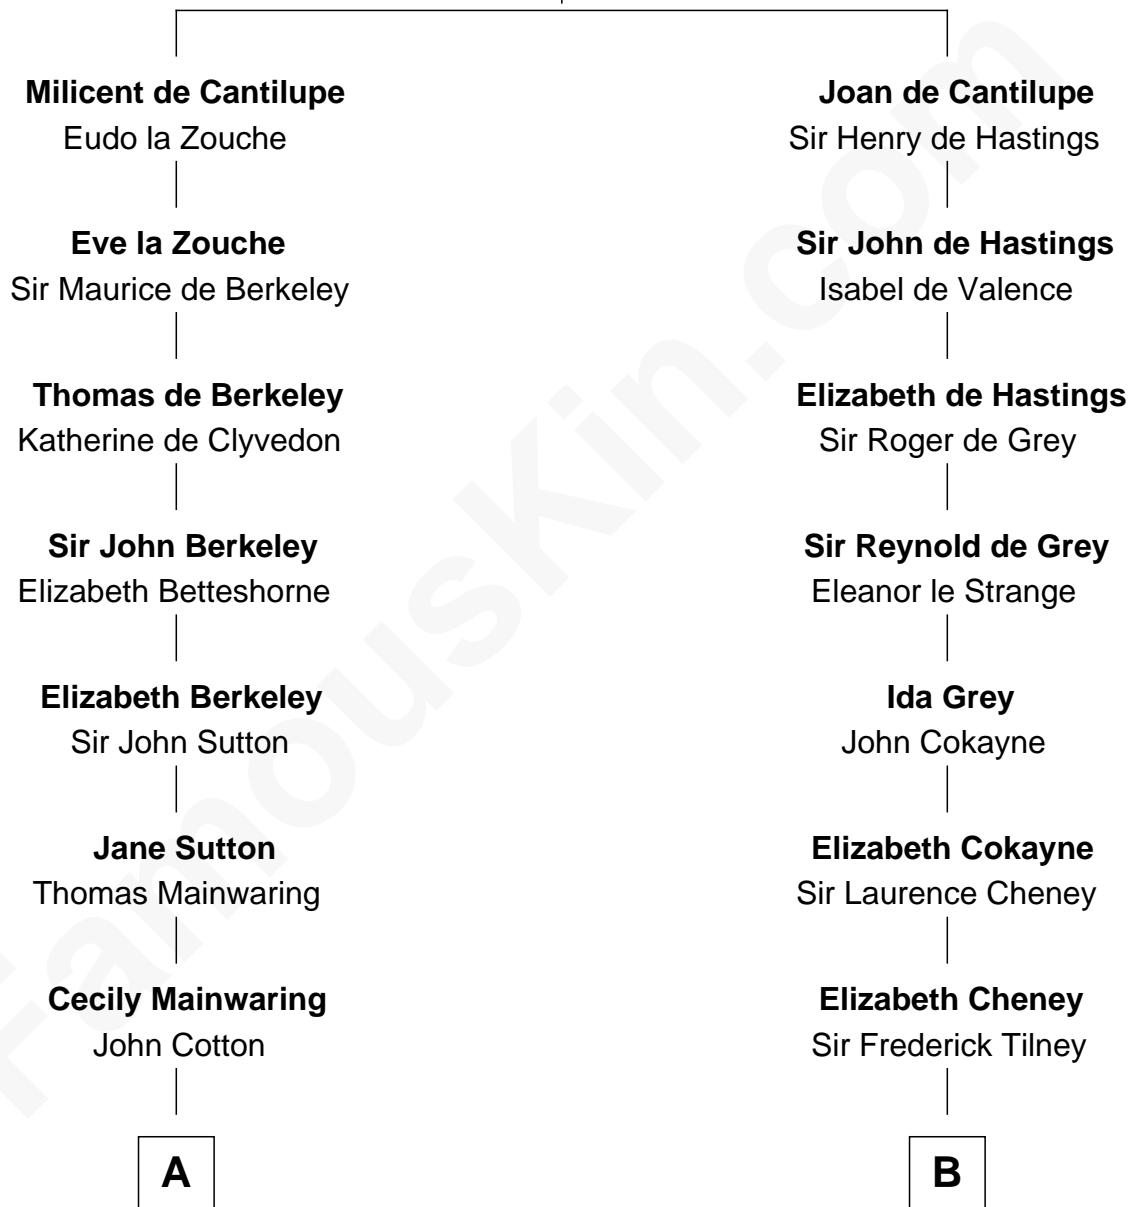 Milicent de Cantilupe
Eudo la Zouche
Eve la Zouche
Sir Maurice de Berkeley
Thomas de Berkeley
Katherine de Clyvedon
Sir John Berkeley
Elizabeth Betteshorne
Elizabeth Berkeley
Sir John Sutton
Jane Sutton
Thomas Mainwaring
Cecily Mainwaring
John Cotton
A
Joan de Cantilupe
Sir Henry de Hastings
Sir John de Hastings
Isabel de Valence
Elizabeth de Hastings
Sir Roger de Grey
Sir Reynold de Grey
Eleanor le Strange
Ida Grey
John Cokayne
Elizabeth Cokayne
Sir Laurence Cheney
Elizabeth Cheney
Sir Frederick Tilney
B
FamousKin.com